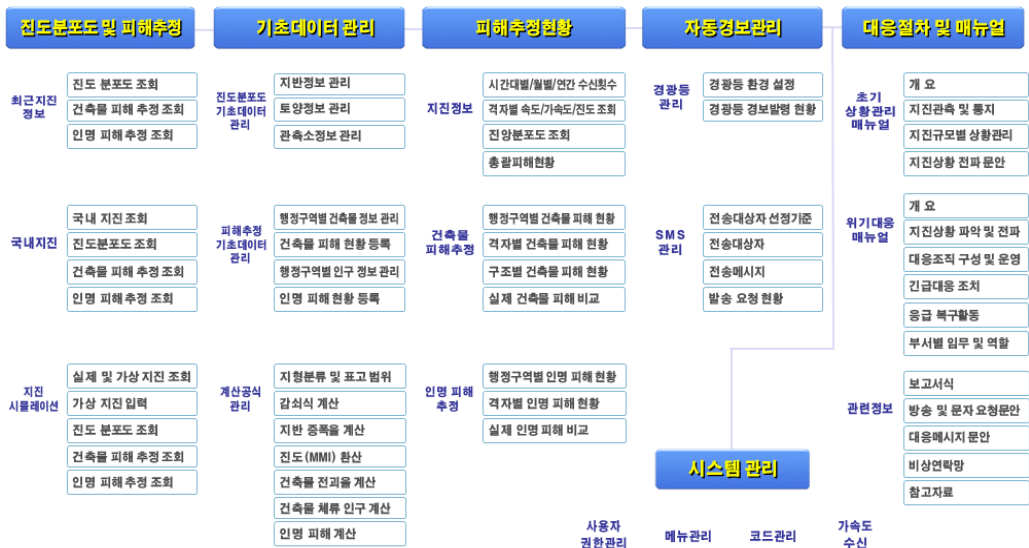 진도분포도 및 피해추정
기초데이터 관리
피해추정현황
자동경보관리
대응절차 및 매뉴얼
최근지진
정보
진도 분포도 조회
건축물 피해 추정 조회
인명 피해 추정 조회
국내지진
국내 지진 조회
진도분포도 조회
건축물 피해 추정 조회
인명 피해 추정 조회
지진
시뮬레이션
실제 및 가상 지진 조회
가상 지진 입력
진도 분포도 조회
건축물 피해 추정 조회
인명 피해 추정 조회
진도분포도
기초데이터
관리
지반정보 관리
토양정보 관리
관측소정보 관리
피해추정
기초데이터
관리
행정구역별 건축물 정보 관리
건축물 피해 현황 등록
행정구역별 인구 정보 관리
인명 피해 현황 등록
계산공식
관리
지형분류 및 표고 범위
감쇠식 계산
지반 증폭율 계산
진도(MMI) 환산
건축물 전괴율 계산
건축물 체류 인구 계산
인명 피해 계산
지진정보
시간대별/월별/연간 수신횟수
격자별 속도/가속도/진도 조회
진앙분포도 조회
총괄피해현황
건축물
피해추정
행정구역별 건축물 피해 현황
격자별 건축물 피해 현황
구조별 건축물 피해 현황
실제 건축물 피해 비교
인명 피해
추정
행정구역별 인명 피해 현황
격자별 인명 피해 현황
실제 인명 피해 비교
경광등
관리
경광등 환경 설정
경광등 경보발령 현황
SMS
관리
전송대상자 선정기준
전송대상자
전송메시지
발송 요청 현황
초기
상황관리
매뉴얼
개 요
지진관측 및 통지
지진규모별 상황관리
지진상황 전파 문안
위기대응
매뉴얼
개 요
지진상황 파악 및 전파
대응조직 구성 및 운영
긴급대응 조치
응급 복구활동
부서별 임무 및 역할
관련정보
보고서식
방송 및 문자 요청문안
대응메시지 문안
비상연락망
참고자료
시스템 관리
사용자
권한관리
메뉴관리
코드관리
가속도
수신